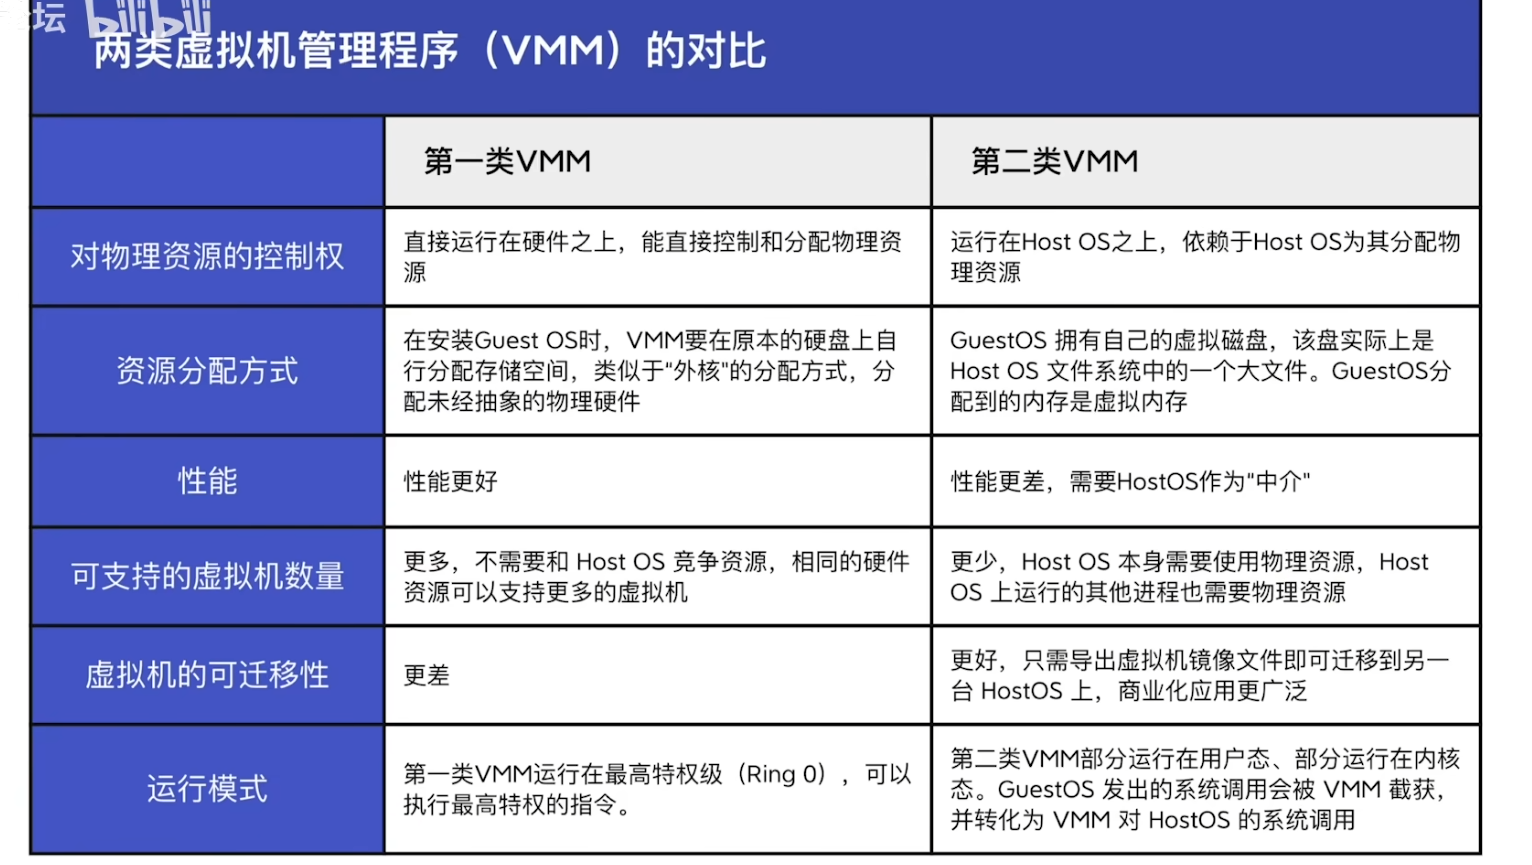 坛 bilibili
两类虚拟机管理程序（VMM）的对比
第一类VMM
第二类VMM
对物理资源的控制权
直接运行在硬件之上，能直接控制和分配物理资
源
运行在Host OS之上，依赖于Host OS为其分配物
理资源
资源分配方式
在安装Guest OS时，VMM要在原本的硬盘上自
行分配存储空间，类似于“外核”的分配方式，分
配未经抽象的物理硬件
GuestOS 拥有自己的虚拟磁盘，该盘实际上是
Host OS 文件系统中的一个大文件。GuestOS分
配到的内存是虚拟内存
性能
性能更好
性能更差，需要HostOS作为“中介”
可支持的虚拟机数量
更多，不需要和 Host OS 竞争资源，相同的硬件
资源可以支持更多的虚拟机
更少，Host OS 本身需要使用物理资源，Host
OS 上运行的其他进程也需要物理资源
虚拟机的可迁移性
更差
更好，只需导出虚拟机镜像文件即可迁移到另一
台 HostOS 上，商业化应用更广泛
运行模式
第一类VMM运行在最高特权级（Ring 0），可以
执行最高特权的指令。
第二类VMM部分运行在用户态、部分运行在内核
态。GuestOS 发出的系统调用会被 VMM 截获，
并转化为 VMM 对 HostOS 的系统调用